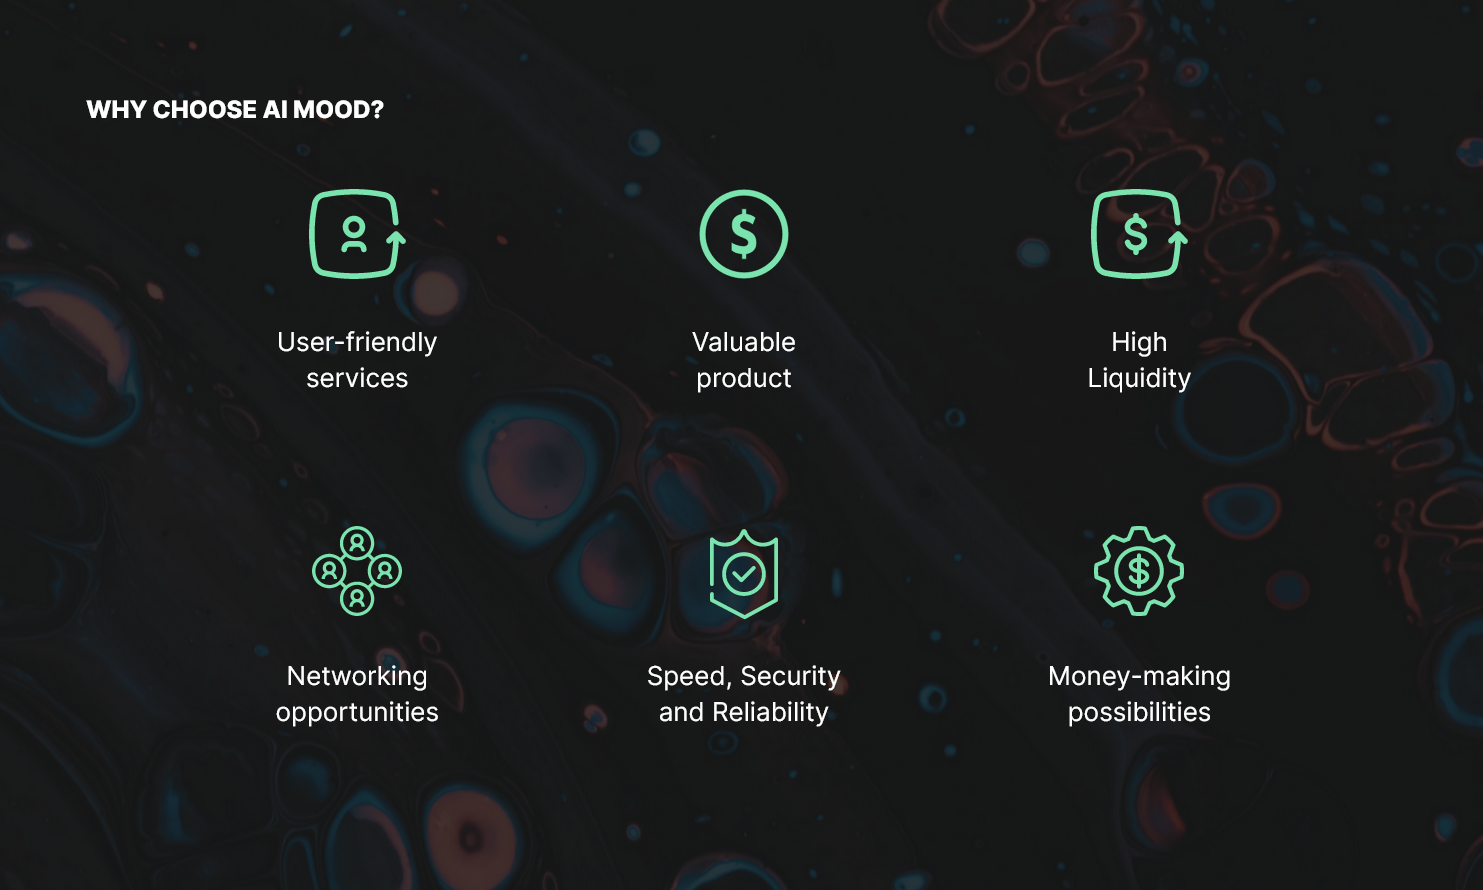 WHY CHOOSE AI MOOD?
User-friendly
services
Valuable
product
High
Liquidity
Networking
opportunities
Speed, Security
and Reliability
Money-making
possibilities